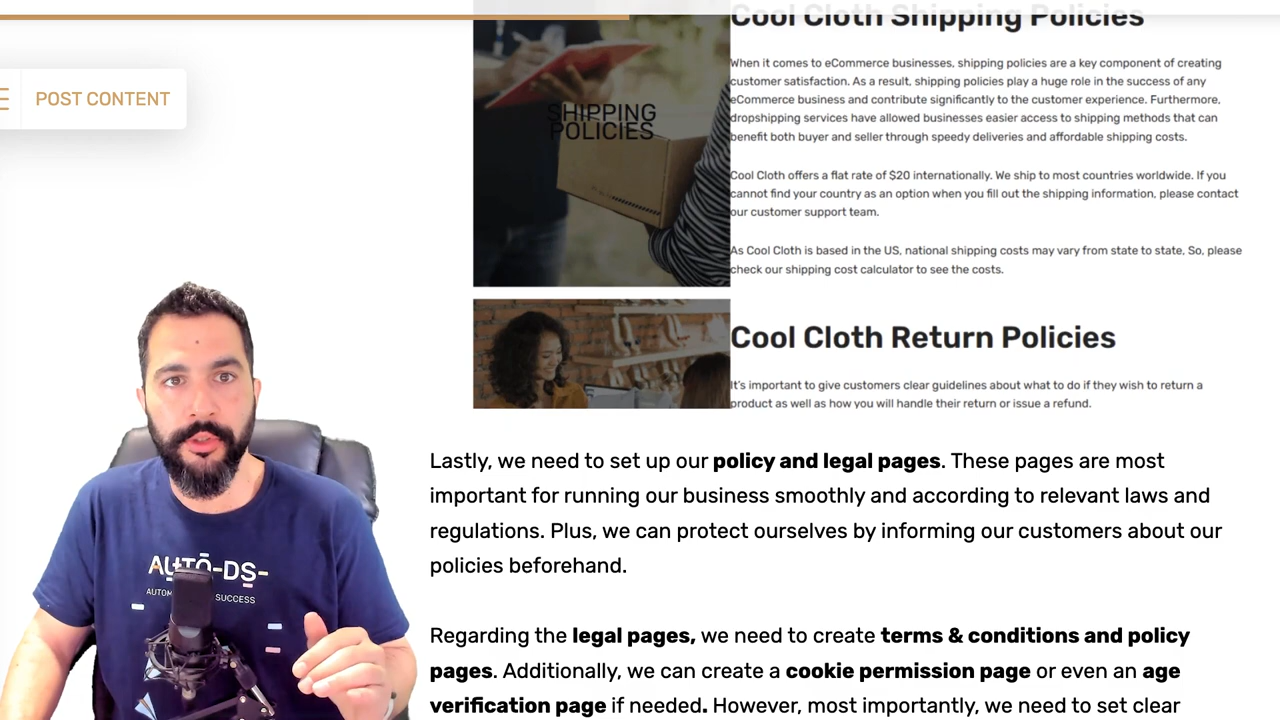 Cool Cloth Shipping Policies
POST CONTENT
SHIPPING
POLICIES
When it comes to eCommerce businesses, shipping policies are a key component of creating
customer satisfaction. As a result, shipping policies play a huge role in the success of any
eCommerce business and contribute significantly to the customer experience. Furthermore,
dropshipping services have allowed businesses easier access to shipping methods that can
benefit both buyer and seller through speedy deliveries and affordable shipping costs.
Cool Cloth offers a flat rate of $20 internationally. We ship to most countries worldwide. If you
cannot find your country as an option when you fill out the shipping information, please contact
our customer support team.
As Cool Cloth is based in the US, national shipping costs may vary from state to state, So, please
check our shipping cost calculator to see the costs.
Cool Cloth Return Policies
It's important to give customers clear guidelines about what to do if they wish to return a
product as well as how you will handle their return or issue a refund.
Lastly, we need to set up our policy and legal pages. These pages are most
important for running our business smoothly and according to relevant laws and
regulations. Plus, we can protect ourselves by informing our customers about our
policies beforehand.
Regarding the legal pages, we need to create terms & conditions and policy
pages. Additionally, we can create a cookie permission page or even an age
verification page if needed. However, most importantly, we need to set clear
AUTO-DS-
SUCCESS